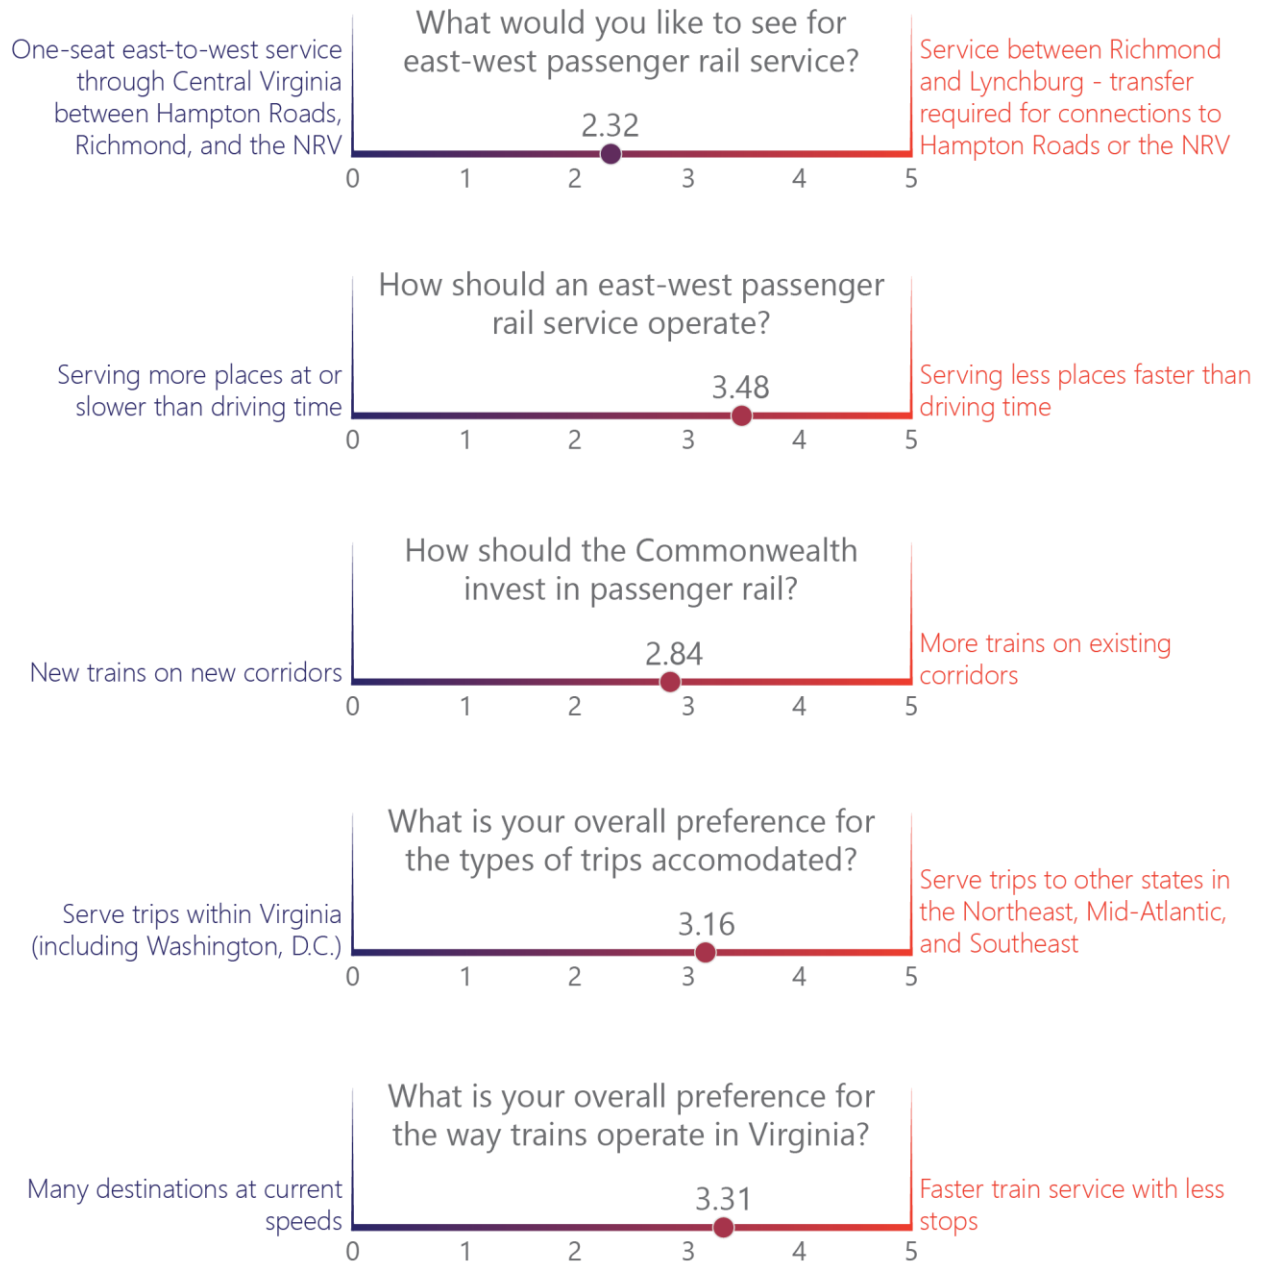 What would you like to see for
east-west passenger rail service?
One-seat east-to-west service
through Central Virginia
between Hampton Roads,
Richmond, and the NRV
2.32
Service between Richmond
and Lynchburg - transfer
required for connections to
Hampton Roads or the NRV
0 1 2 3 4 5
How should an east-west passenger
rail service operate?
Serving more places at or
slower than driving time
3.48
Serving less places faster than
driving time
0 1 2 3 4 5
How should the Commonwealth
invest in passenger rail?
New trains on new corridors
2.84
More trains on existing
corridors
0 1 2 3 4 5
What is your overall preference for
the types of trips accomodated?
Serve trips within Virginia
(including Washington, D.C.)
3.16
Serve trips to other states in
the Northeast, Mid-Atlantic,
and Southeast
0 1 2 3 4 5
What is your overall preference for
the way trains operate in Virginia?
Many destinations at current
speeds
3.31
Faster train service with less
stops
0 1 2 3 4 5